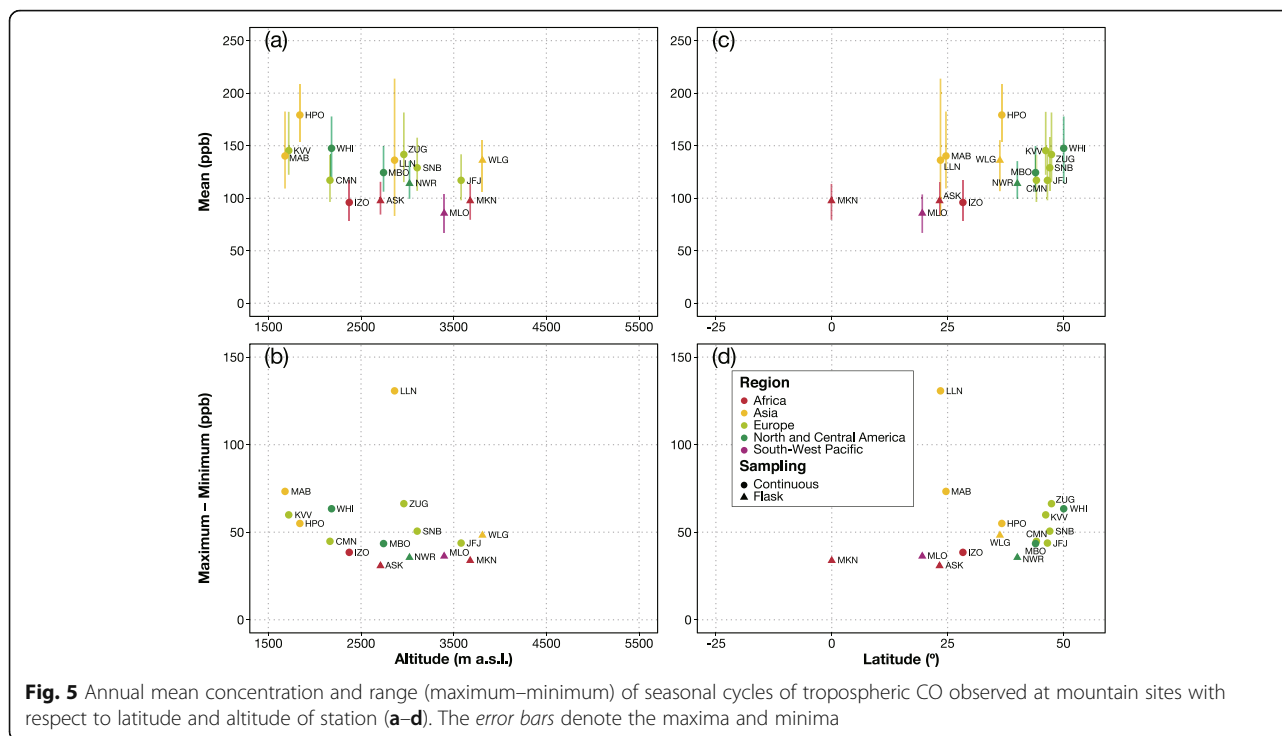 (a)
250
200
150
100
50
0
Mean (ppb)
HPO
KVV
MAB
WHI
CMN
IZO
MBO
ASK
LLN
ZUG
NWR
SNB
MLO
JFJ
MKN
WLG
1500
2500
3500
4500
5500
(c)
250
200
150
100
50
0
Mean (ppb)
HPO
MAB
LLN
WLG
KVV
WHI
ZUG
MBO
SNB
NWR
JFJ
CMN
ASK
IZO
MKN
MLO
-25
0
25
50
(b)
150
100
50
0
Maximum – Minimum (ppb)
LLN
MAB
KVV
WHI
HPO
ZUG
CMN
SNB
WLG
IZO
MBO
JFJ
NWR
MLO
ASK
MKN
1500
2500
3500
4500
5500
Altitude (m a.s.l.)
(d)
150
100
50
0
Region
Africa
Asia
Europe
North and Central America
South-West Pacific
Sampling
Continuous
Flask
LLN
MAB
ZUG
WHI
KVV
HPO
SNB
WLG
CMN
JFJ
MBO
IZO
NWR
MLO
MKN
ASK
-25
0
25
50
Latitude (º)
Fig. 5 Annual mean concentration and range (maximum–minimum) of seasonal cycles of tropospheric CO observed at mountain sites with
respect to latitude and altitude of station (a–d). The error bars denote the maxima and minima